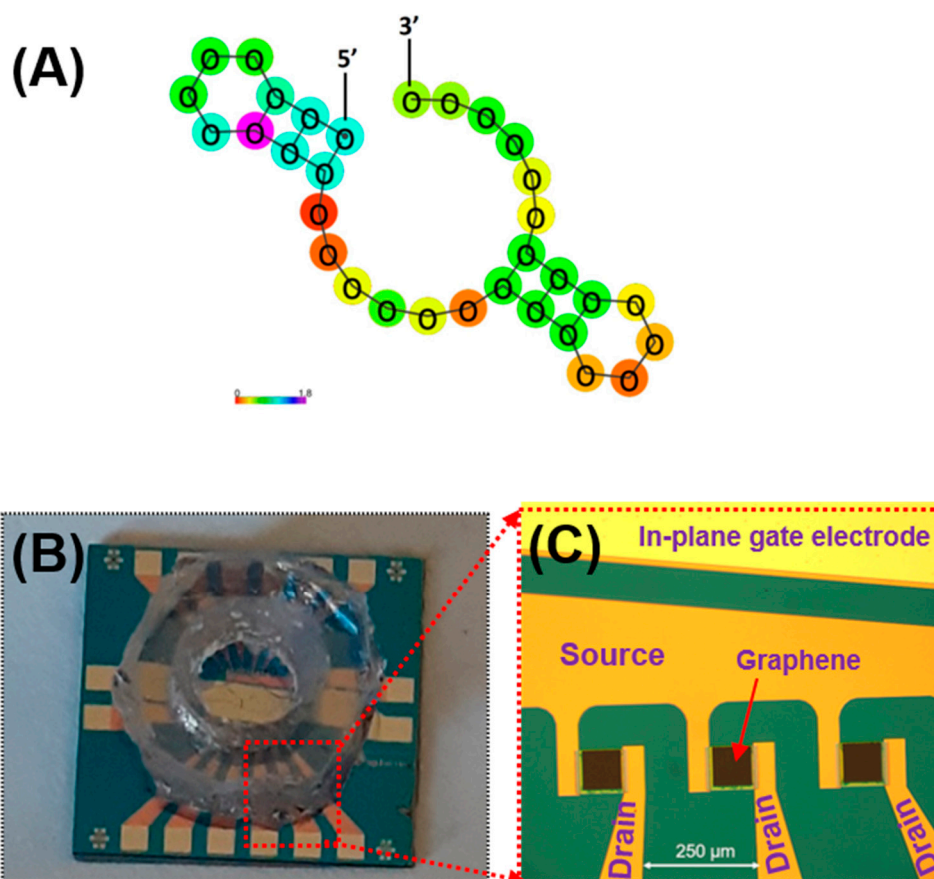 (A)
5’
3’
O O O O O O O O O O
O O O O O O
O O O O O O O O O O
O O O O O O
0 1.8
(B)
(C)
In-plane gate electrode
Source
Graphene
Drain
Drain
Drain
250 μm